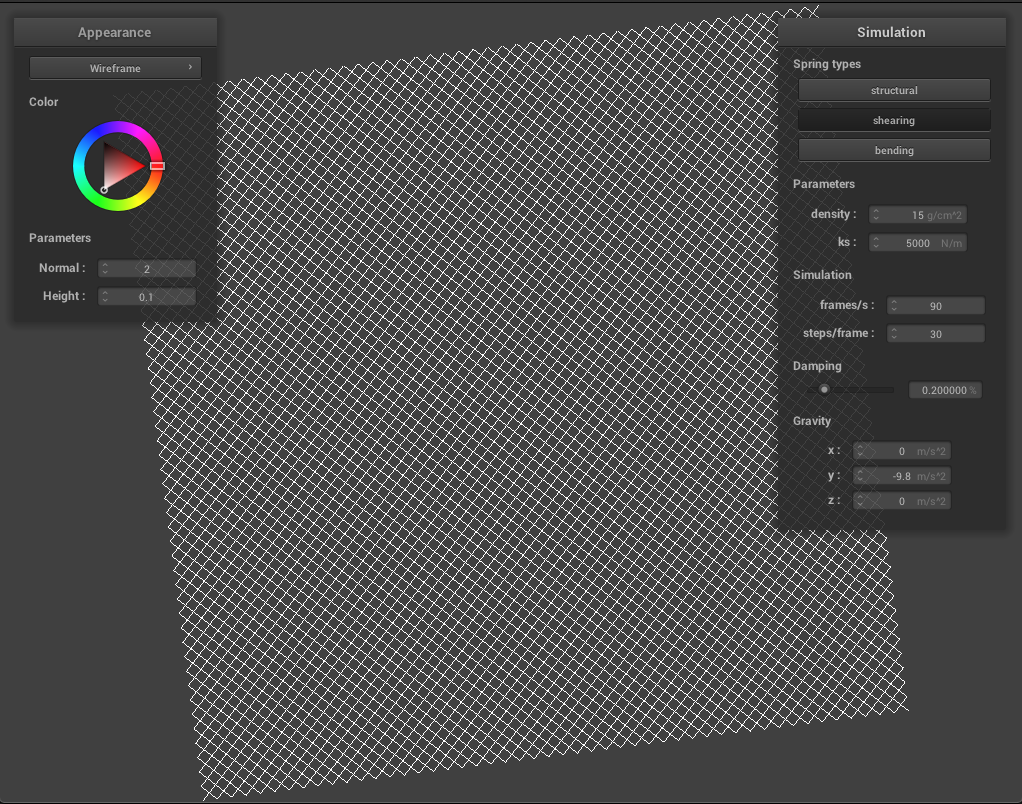 Appearance
Wireframe
Color
Parameters
Normal : 2
Height : 0.1
Simulation
Spring types
structural
shearing
bending
Parameters
density : 15 g/cm^2
ks : 5000 N/m
Simulation
frames/s : 90
steps/frame : 30
Damping
0.200000 %
Gravity
x : 0 m/s^2
y : -9.8 m/s^2
z : 0 m/s^2